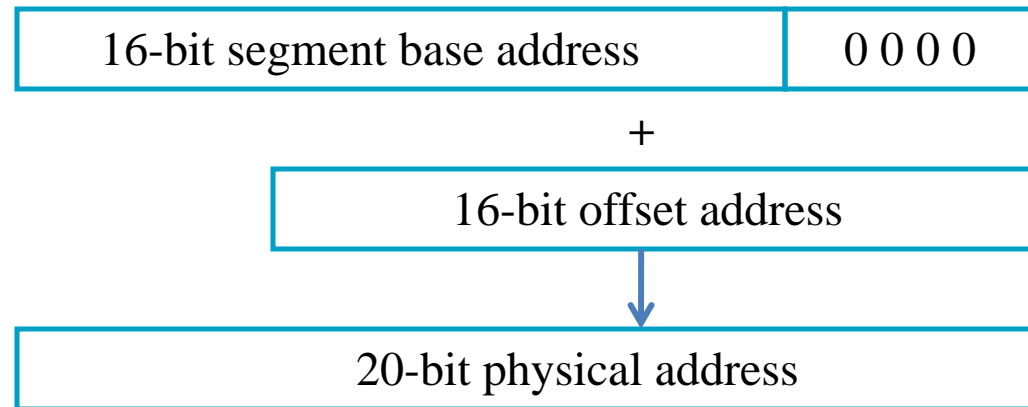 16-bit segment base address 0 0 0 0
+
16-bit offset address
20-bit physical address